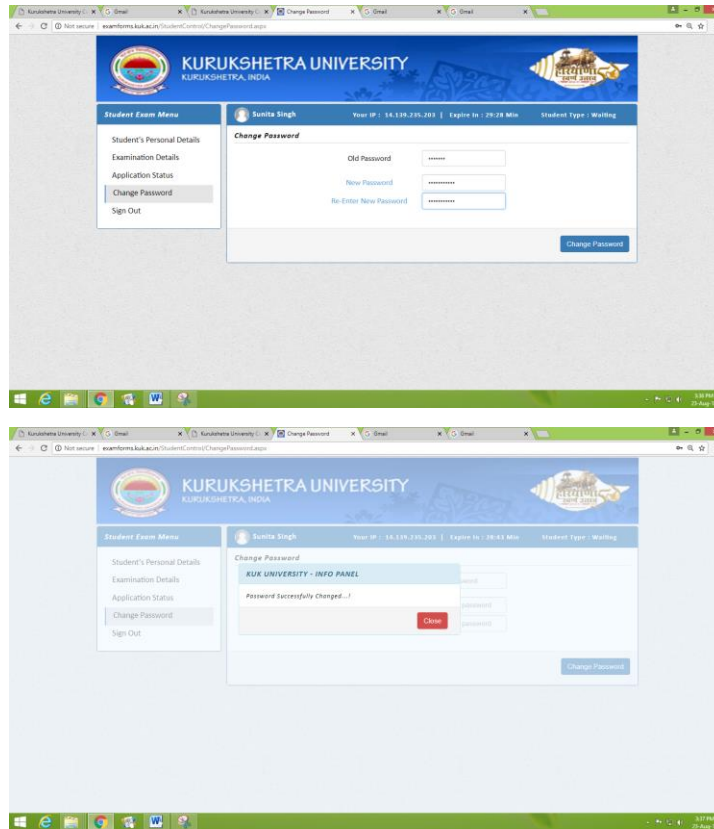 Kurukshetra University
Gmail
Kurukshetra University
Change Password
Gmail
Gmail
Not secure
examforms.kuk.ac.in/StudentControl/ChangePassword.aspx
KURUKSHETRA UNIVERSITY
KURUKSHETRA, INDIA
Student Exam Menu
Sunita Singh
Your IP : 14.139.235.203 | Expire In : 29:28 Min
Student Type : Waiting
Student's Personal Details
Examination Details
Application Status
Change Password
Sign Out
Change Password
Old Password
New Password
Re-Enter New Password
Change Password
3:36 PM
Kurukshetra University
Gmail
Kurukshetra University
Change Password
Gmail
Gmail
Not secure
examforms.kuk.ac.in/StudentControl/ChangePassword.aspx
KURUKSHETRA UNIVERSITY
KURUKSHETRA, INDIA
Student Exam Menu
Sunita Singh
Your IP : 14.139.235.203 | Expire In : 28:43 Min
Student Type : Waiting
Student's Personal Details
Examination Details
Application Status
Change Password
Sign Out
Change Password
KUK UNIVERSITY - INFO PANEL
Password Successfully Changed...!
Close
Change Password
3:37 PM